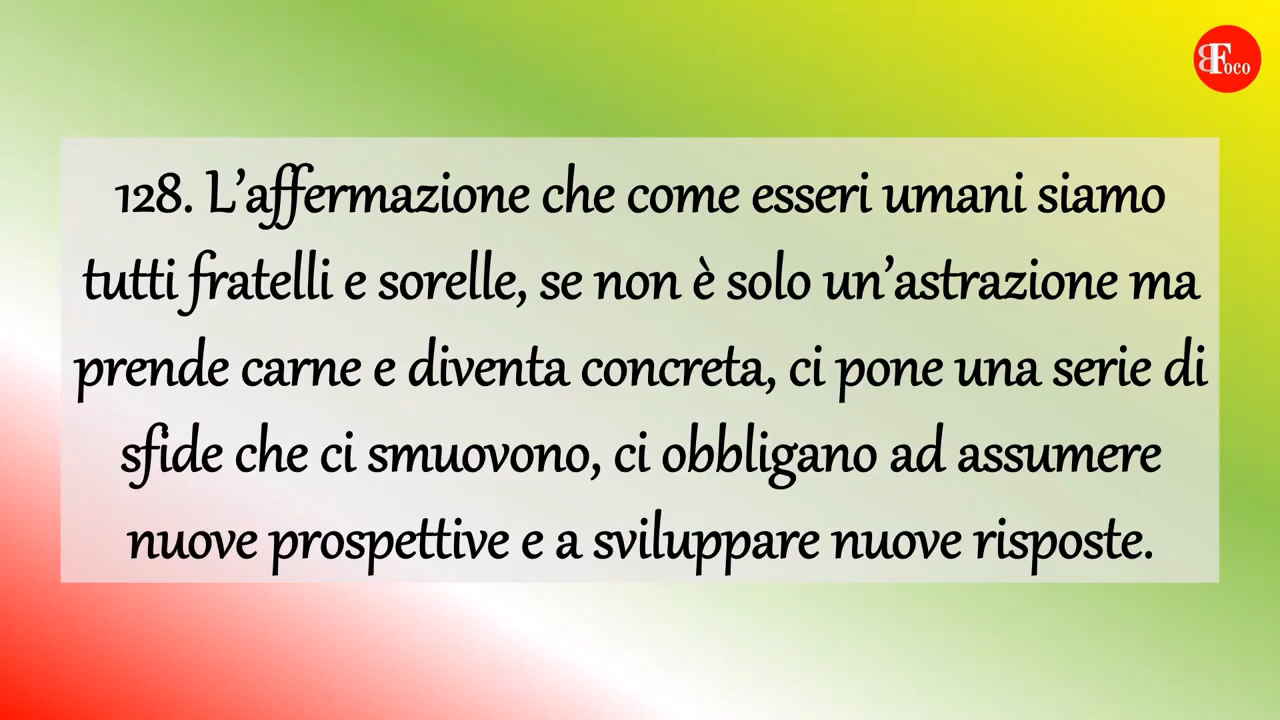 BFoco
128. L’affermazione che come esseri umani siamo
tutti fratelli e sorelle, se non è solo un’astrazione ma
prende carne e diventa concreta, ci pone una serie di
sfide che ci smuovono, ci obbligano ad assumere
nuove prospettive e a sviluppare nuove risposte.